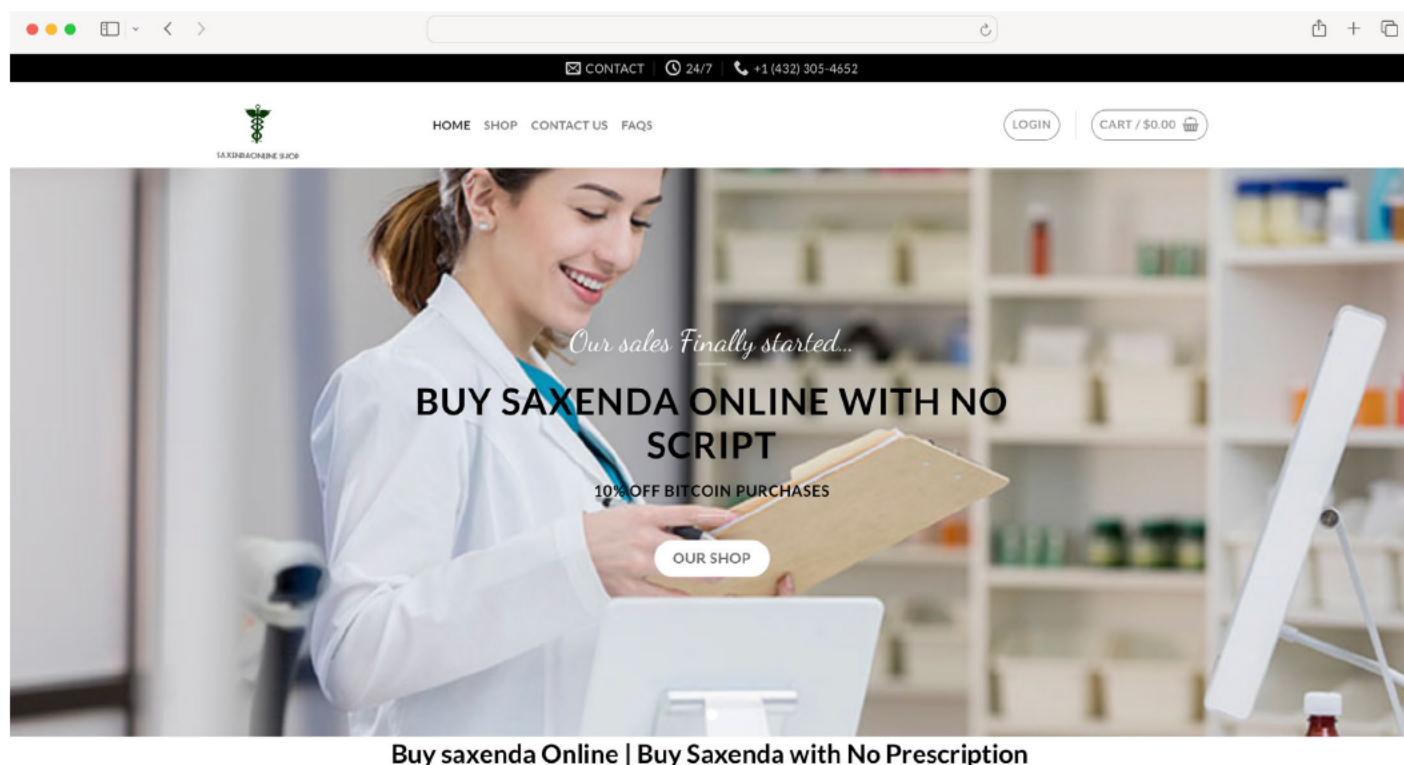 CONTACT | 24/7 | +1 (432) 305-4652
SAXENDAONLINE SHOP
HOME SHOP CONTACT US FAQS
LOGIN
CART / $0.00
Our sales Finally started...
BUY SAXENDA ONLINE WITH NO
SCRIPT
10% OFF BITCOIN PURCHASES
OUR SHOP
Buy saxenda Online | Buy Saxenda with No Prescription